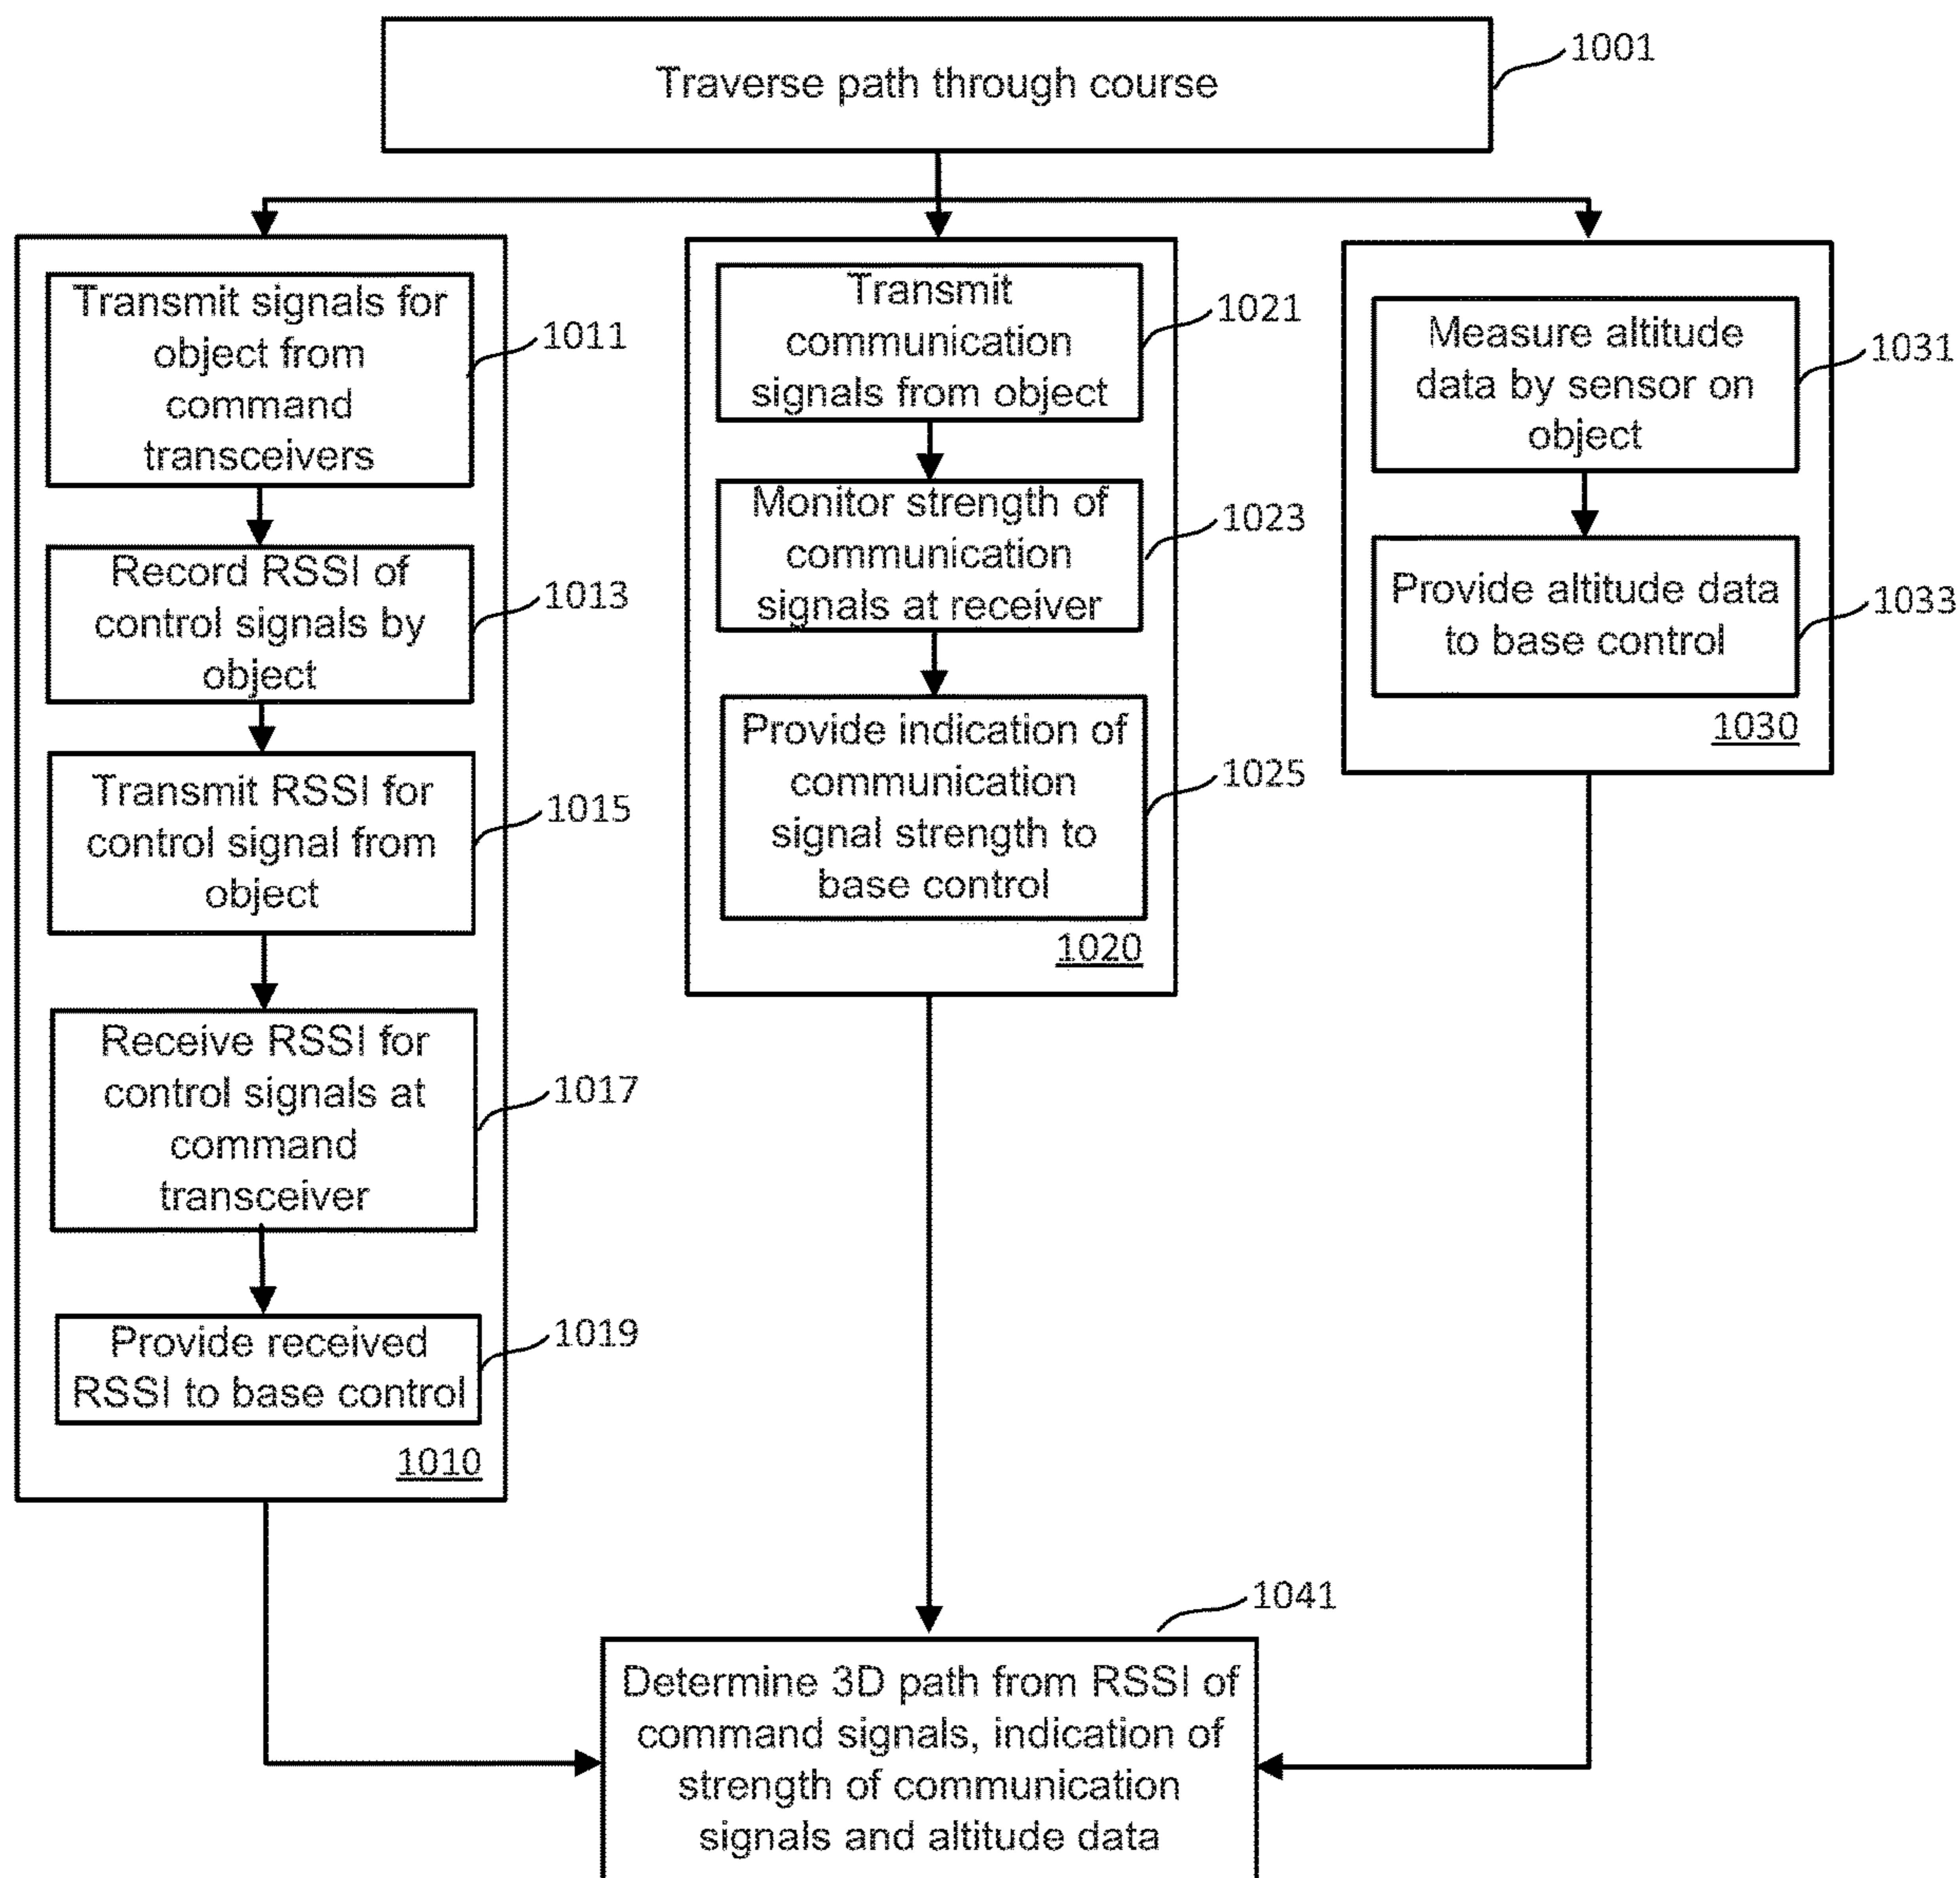 Traverse path through course
1001
Transmit signals for
object from
command
transceivers
1011
Record RSSI of
control signals by
object
1013
Transmit RSSI for
control signal from
object
1015
Receive RSSI for
control signals at
command
transceiver
1017
Provide received
RSSI to base control
1019
1010
Transmit
communication
signals from object
1021
Monitor strength of
communication
signals at receiver
1023
Provide indication of
communication
signal strength to
base control
1025
1020
Measure altitude
data by sensor on
object
1031
Provide altitude data
to base control
1033
1030
1041
Determine 3D path from RSSI of
command signals, indication of
strength of communication
signals and altitude data